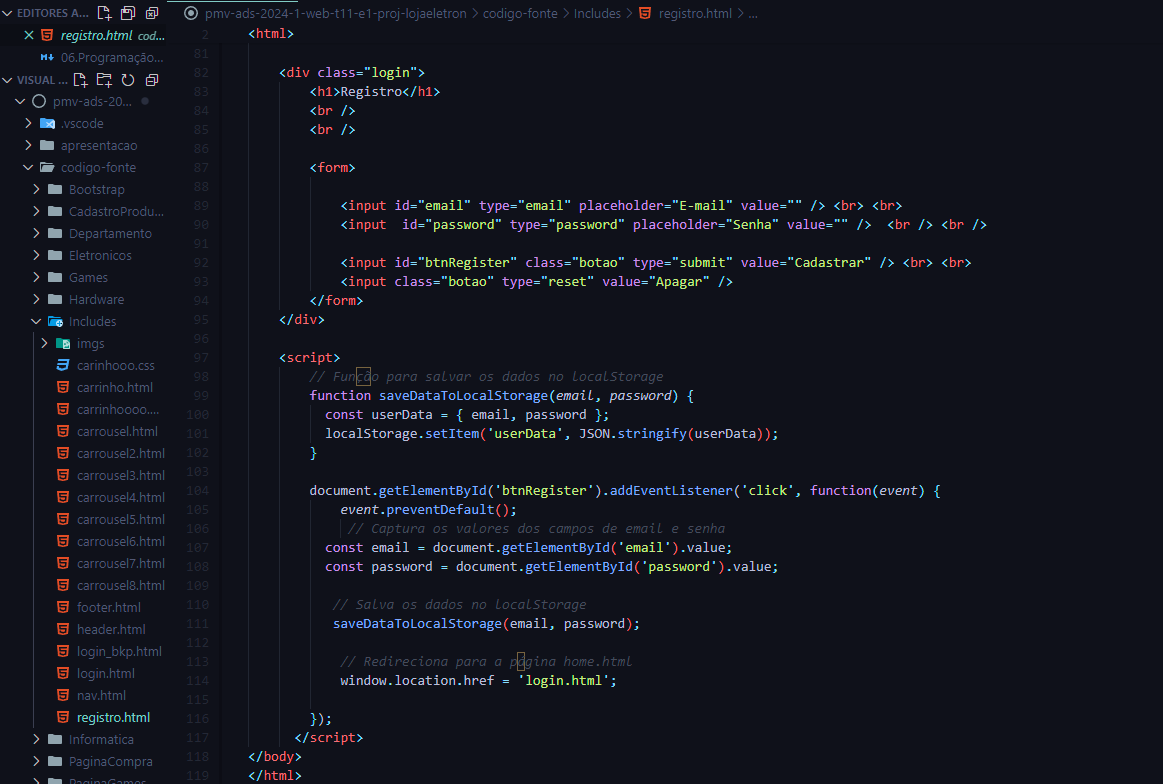 EDITORES A...
registro.html cod...
06.Programação...
VISUAL ...
pmv-ads-20...
.vscode
apresentacao
codigo-fonte
Bootstrap
CadastroProdu...
Departamento
Eletronicos
Games
Hardware
Includes
imgs
carinhooo.css
carrinho.html
carrinhoooo....
carrousel.html
carrousel2.html
carrousel3.html
carrousel4.html
carrousel5.html
carrousel6.html
carrousel7.html
carrousel8.html
footer.html
header.html
login_bkp.html
login.html
nav.html
registro.html
Informatica
PaginaCompra
PaginaGames
pmv-ads-2024-1-web-t11-e1-proj-lojaeletron > codigo-fonte > Includes > registro.html > ...
2 <html>
81
82 <div class="login">
83 <h1>Registro</h1>
84 <br />
85 <br />
86
87 <form>
88
89 <input id="email" type="email" placeholder="E-mail" value="" /> <br> <br>
90 <input  id="password" type="password" placeholder="Senha" value="" />  <br /> <br />
91
92 <input id="btnRegister" class="botao" type="submit" value="Cadastrar" /> <br> <br>
93 <input class="botao" type="reset" value="Apagar" />
94 </form>
95 </div>
96
97 <script>
98 // Função para salvar os dados no localStorage
99 function saveDataToLocalStorage(email, password) {
100 const userData = { email, password };
101 localStorage.setItem('userData', JSON.stringify(userData));
102 }
103
104 document.getElementById('btnRegister').addEventListener('click', function(event) {
105 event.preventDefault();
106 // Captura os valores dos campos de email e senha
107 const email = document.getElementById('email').value;
108 const password = document.getElementById('password').value;
109
110 // Salva os dados no localStorage
111 saveDataToLocalStorage(email, password);
112
113 // Redireciona para a página home.html
114 window.location.href = 'login.html';
115
116 });
117 </script>
118 </body>
119 </html>